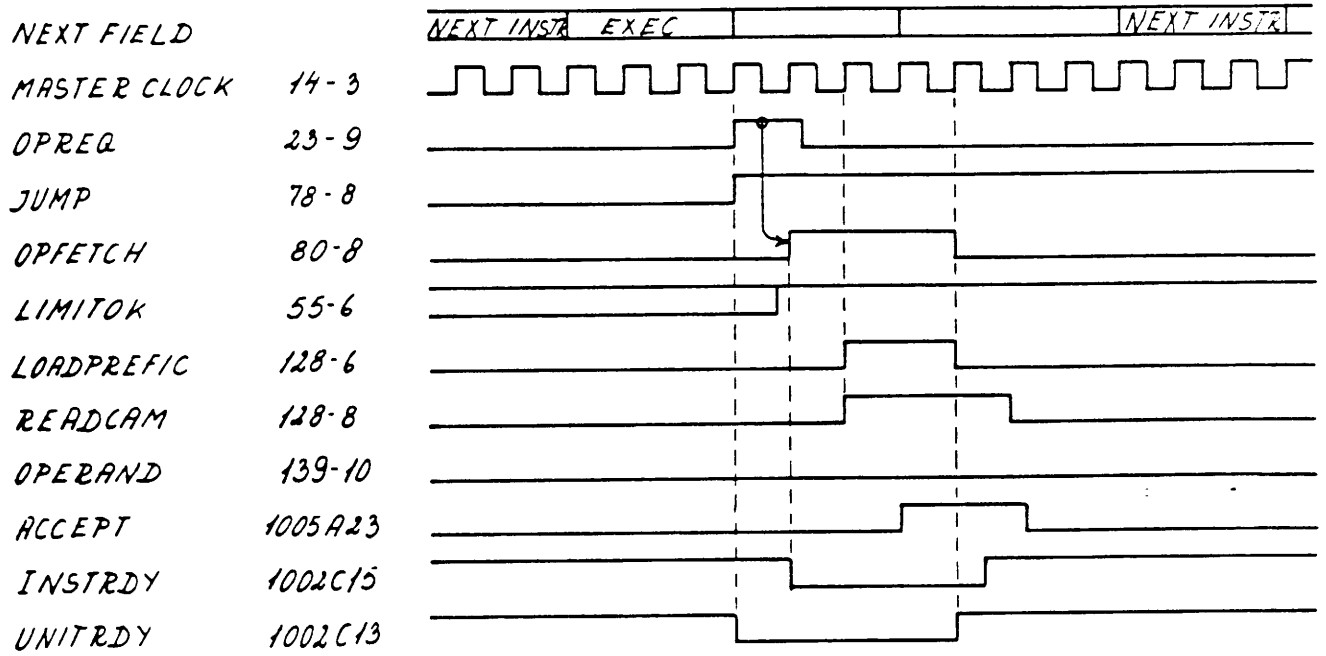 NEXT FIELD NEXT INSTR EXEC NEXT INSTR
MASTER CLOCK 14-3
OPREQ 23-9
JUMP 78-8
OPFETCH 80-8
LIMITOK 55-6
LOADPREFIC 128-6
READCAM 128-8
OPERAND 139-10
ACCEPT 1005A23
INSTRDY 1002C15
UNITRDY 1002C13